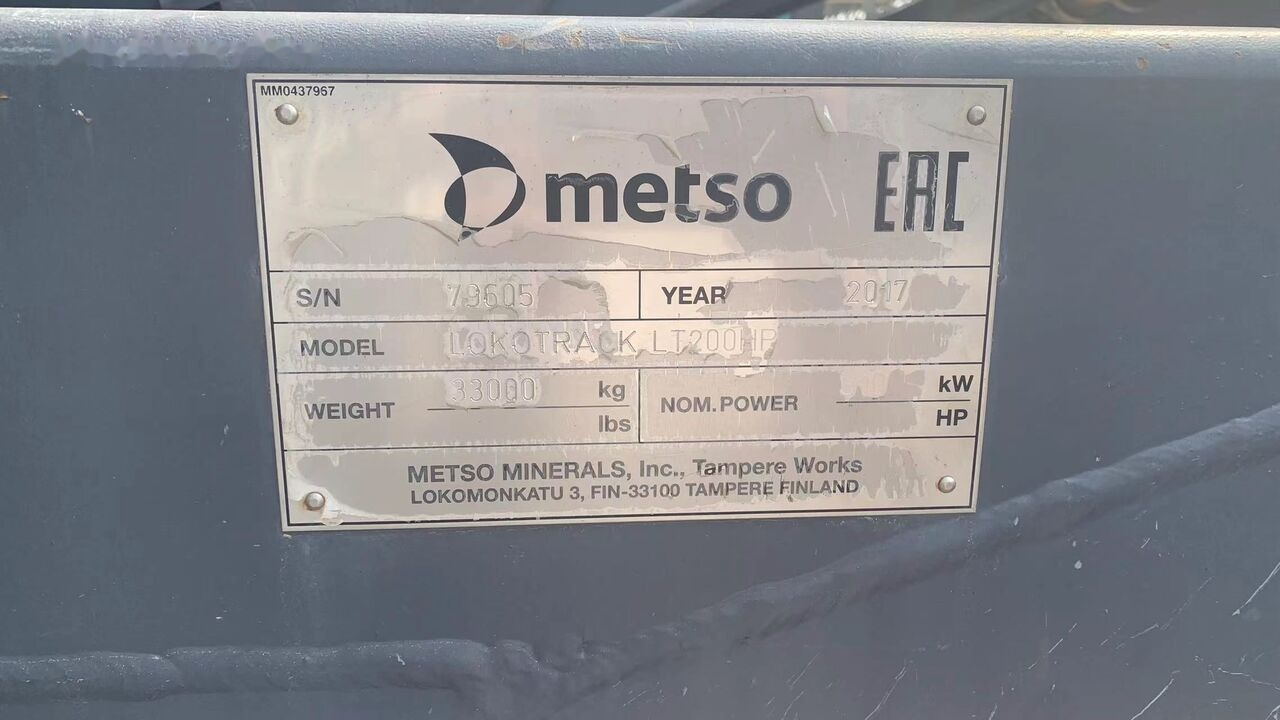 MM0437967
metso EAC
S/N 79605 YEAR 2017
MODEL LOKOTRACK LT200HP
WEIGHT 33000 kg
lbs
NOM.POWER kW
HP
METSO MINERALS, Inc., Tampere Works
LOKOMONKATU 3, FIN-33100 TAMPERE FINLAND